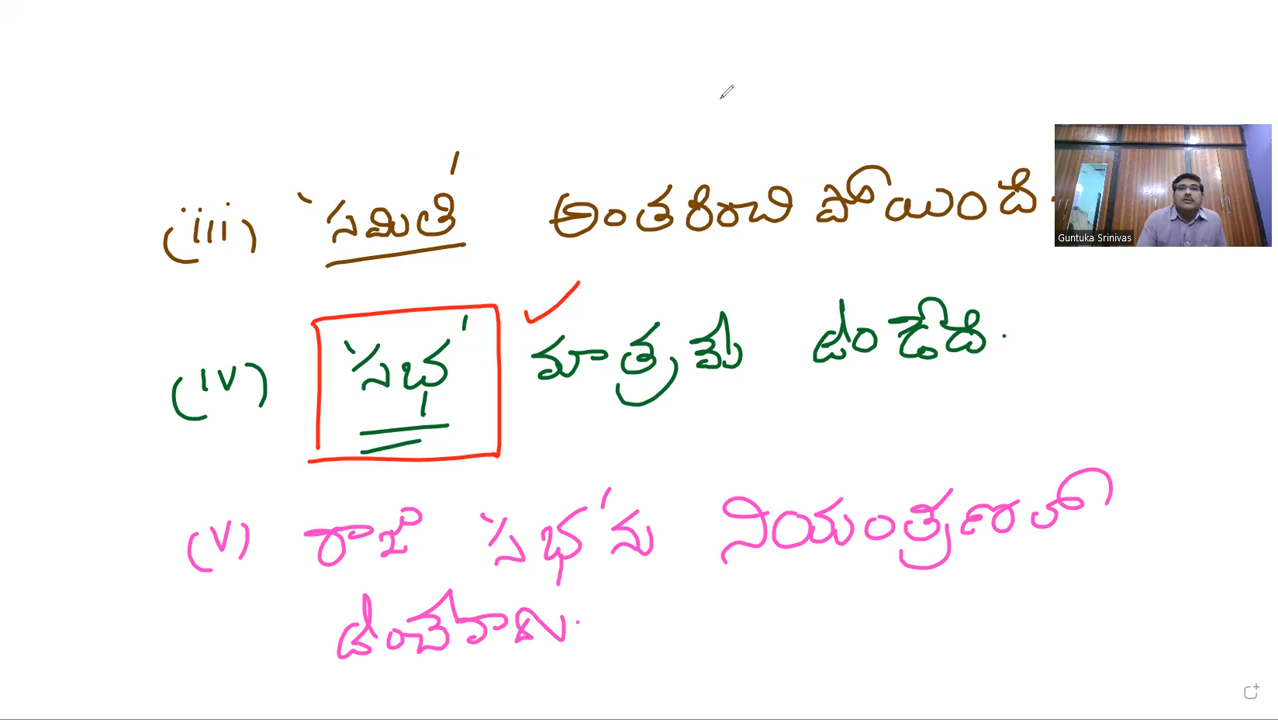 (iii) 'సమితి' అంతరించి పోయింది.
Guntuka Srinivas
(iv) 'సభ' మాత్రమే ఉండేది.
(v) రాజు 'సభ'ను నియంత్రణలో
ఉంచేవాడు.